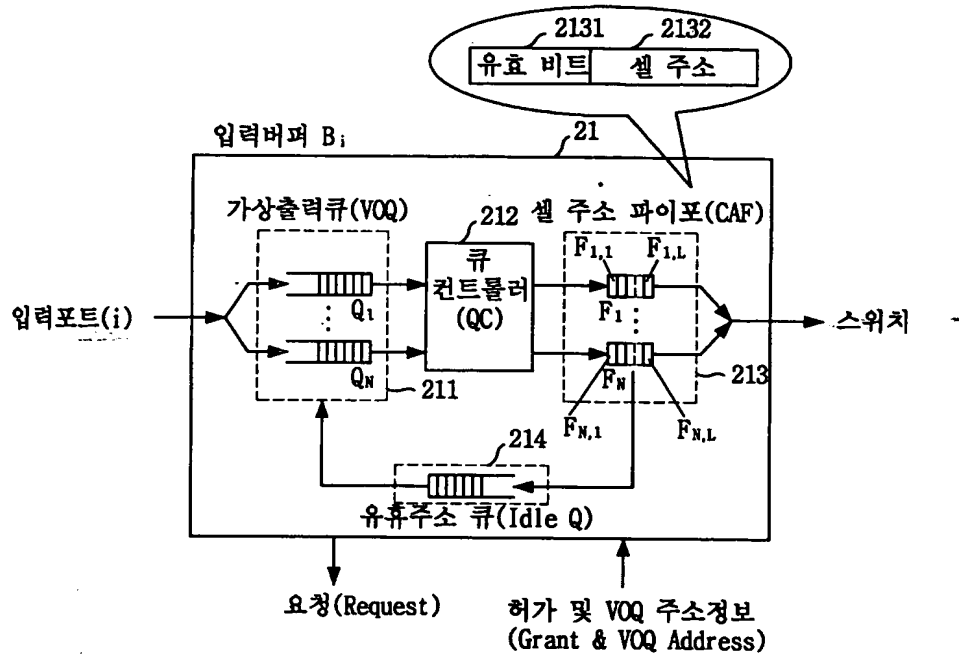 2131 2132
유효 비트 셀 주소
입력버퍼 Bi
21
가상출력큐(VOQ)
212
셀 주소 파이포(CAF)
F1,1 F1,L
큐
컨트롤러
(QC)
입력포트(i)
Q1
F1
스위치
QN
FN
211
213
FN,1 FN,L
214
유휴주소 큐(Idle Q)
요청(Request)
허가 및 VOQ 주소정보
(Grant & VOQ Address)